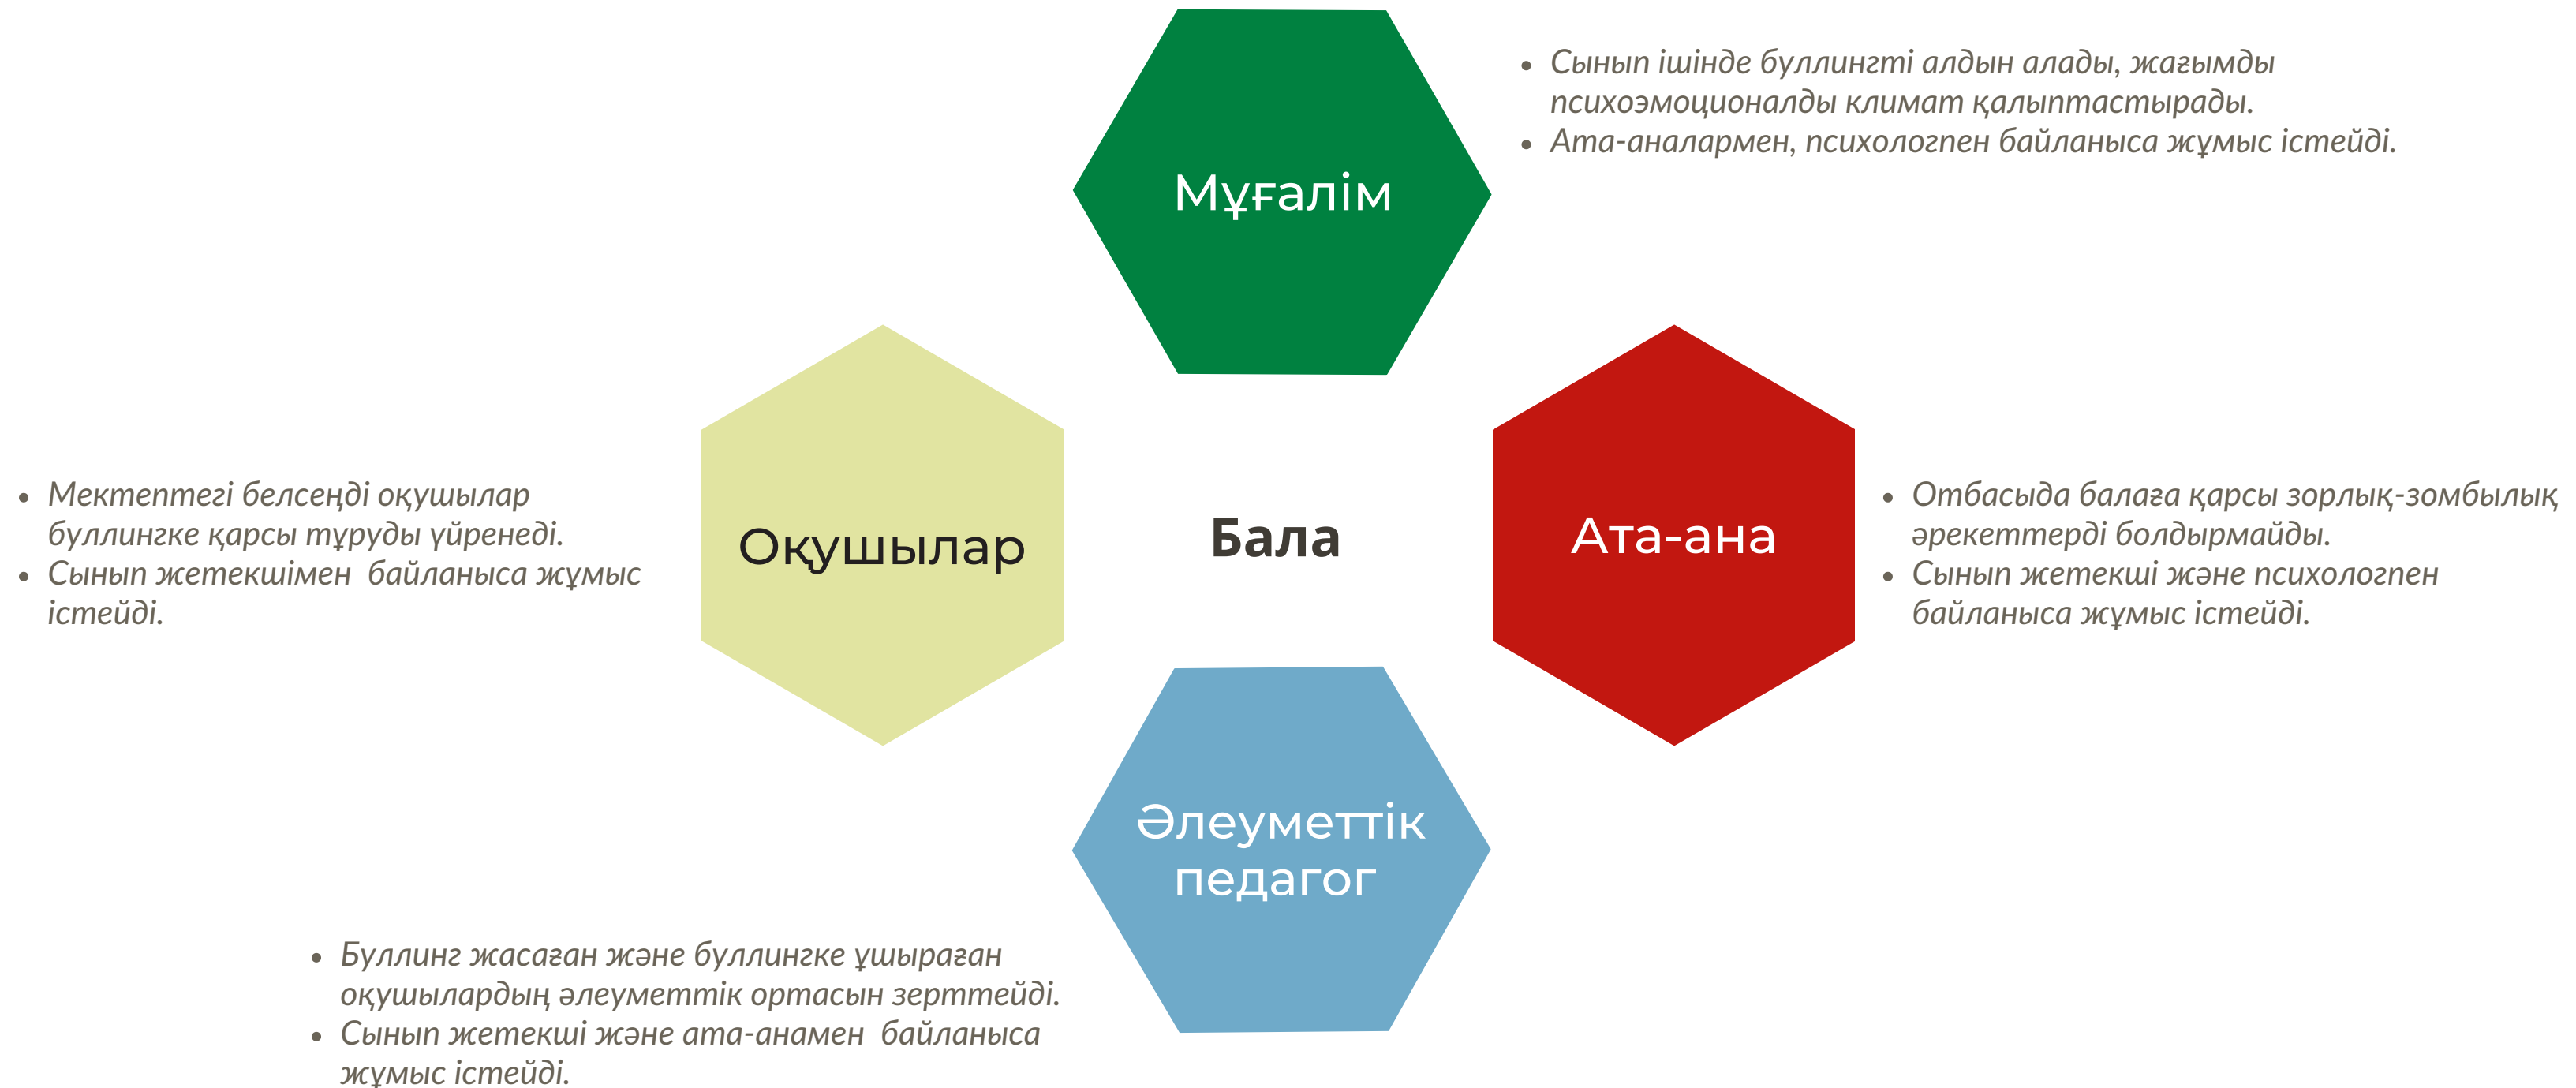 Мұғалім
• Сынып ішінде буллингті алдын алады, жағымды
психоэмоционалды климат қалыптастырады.
• Ата-аналармен, психологпен байланыса жұмыс істейді.
• Мектептегі белсеңді оқушылар
буллингке қарсы тұруды үйренеді.
• Сынып жетекшімен  байланыса жұмыс
істейді.
Оқушылар
Бала
Ата-ана
• Отбасыда балаға қарсы зорлық-зомбылық
әрекеттерді болдырмайды.
• Сынып жетекші және психологпен
байланыса жұмыс істейді.
Әлеуметтік
педагог
• Буллинг жасаған және буллингке ұшыраған
оқушылардың әлеуметтік ортасын зерттейді.
• Сынып жетекші және ата-анамен  байланыса
жұмыс істейді.